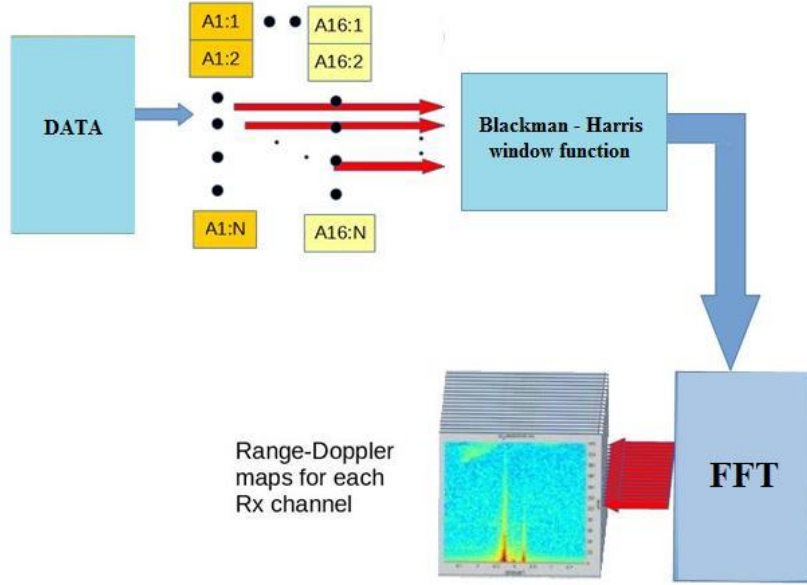 A1:1
A16:1
A1:2
A16:2
DATA
Blackman - Harris
window function
A1:N
A16:N
Range-Doppler
maps for each
Rx channel
FFT